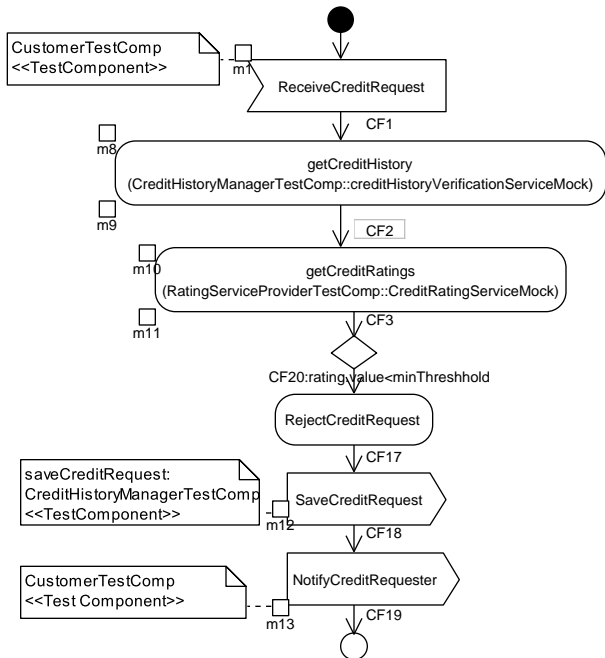 CustomerTestComp
<<TestComponent>>
m1
ReceiveCreditRequest
CF1
m8
getCreditHistory
(CreditHistoryManagerTestComp::creditHistoryVerificationServiceMock)
m9
CF2
m10
getCreditRatings
(RatingServiceProviderTestComp::CreditRatingServiceMock)
m11
CF3
CF20:rating.value<minThreshhold
RejectCreditRequest
CF17
saveCreditRequest:
CreditHistoryManagerTestComp
<<TestComponent>>
m12
SaveCreditRequest
CF18
CustomerTestComp
<<Test Component>>
m13
NotifyCreditRequester
CF19